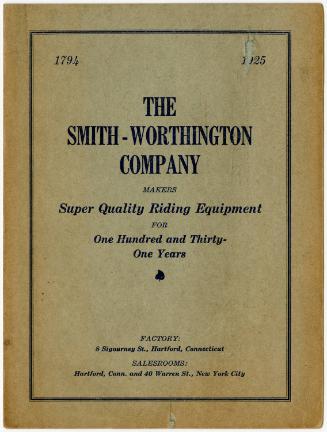 1794 1925
THE
SMITH-WORTHINGTON
COMPANY
MAKERS
Super Quality Riding Equipment
FOR
One Hundred and Thirty-
One Years
FACTORY:
8 Sigourney St., Hartford, Connecticut
SALESROOMS:
Hartford, Conn. and 40 Warren St., New York City